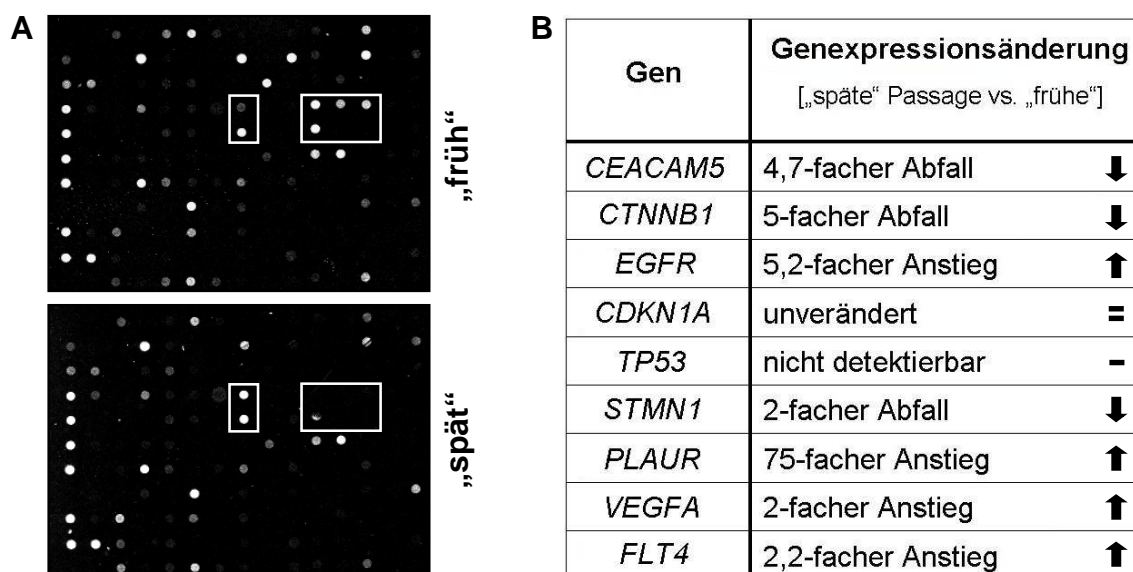 A
„früh“
„spät“
B
Gen
Genexpressionsänderung
[„späte“ Passage vs. „frühe“]
CEACAM5 4,7-facher Abfall ⬇
CTNNB1 5-facher Abfall ⬇
EGFR 5,2-facher Anstieg ⬆
CDKN1A unverändert =
TP53 nicht detektierbar -
STMN1 2-facher Abfall ⬇
PLAUR 75-facher Anstieg ⬆
VEGFA 2-facher Anstieg ⬆
FLT4 2,2-facher Anstieg ⬆